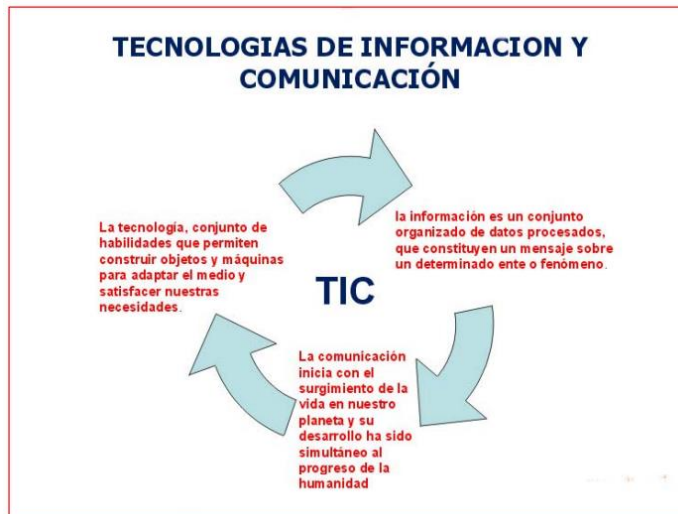 TECNOLOGIAS DE INFORMACION Y
COMUNICACIÓN
La tecnología, conjunto de
habilidades que permiten
construir objetos y máquinas
para adaptar el medio y
satisfacer nuestras
necesidades.
la información es un conjunto
organizado de datos procesados,
que constituyen un mensaje sobre
un determinado ente o fenómeno.
TIC
La comunicación
inicia con el
surgimiento de la
vida en nuestro
planeta y su
desarrollo ha sido
simultáneo al
progreso de la
humanidad